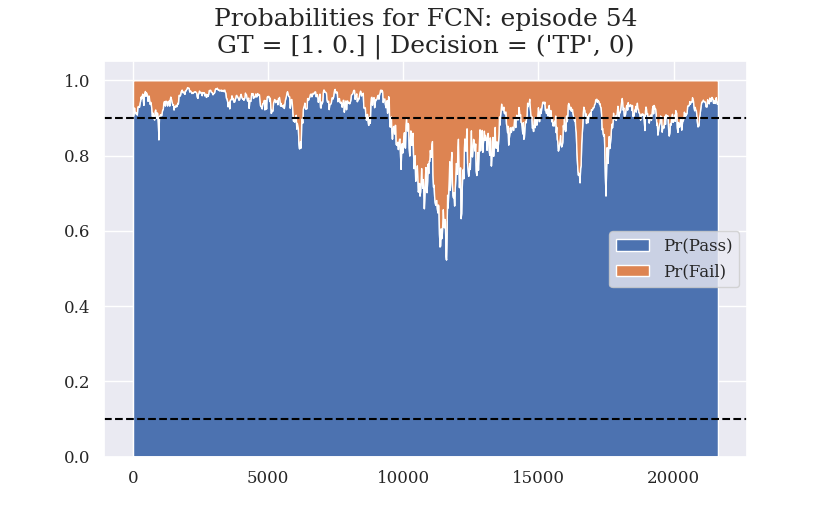 Probabilities for FCN: episode 54
GT = [1. 0.] | Decision = ('TP', 0)
1.0
0.8
0.6
0.4
0.2
0.0
Pr(Pass)
Pr(Fail)
0
5000
10000
15000
20000